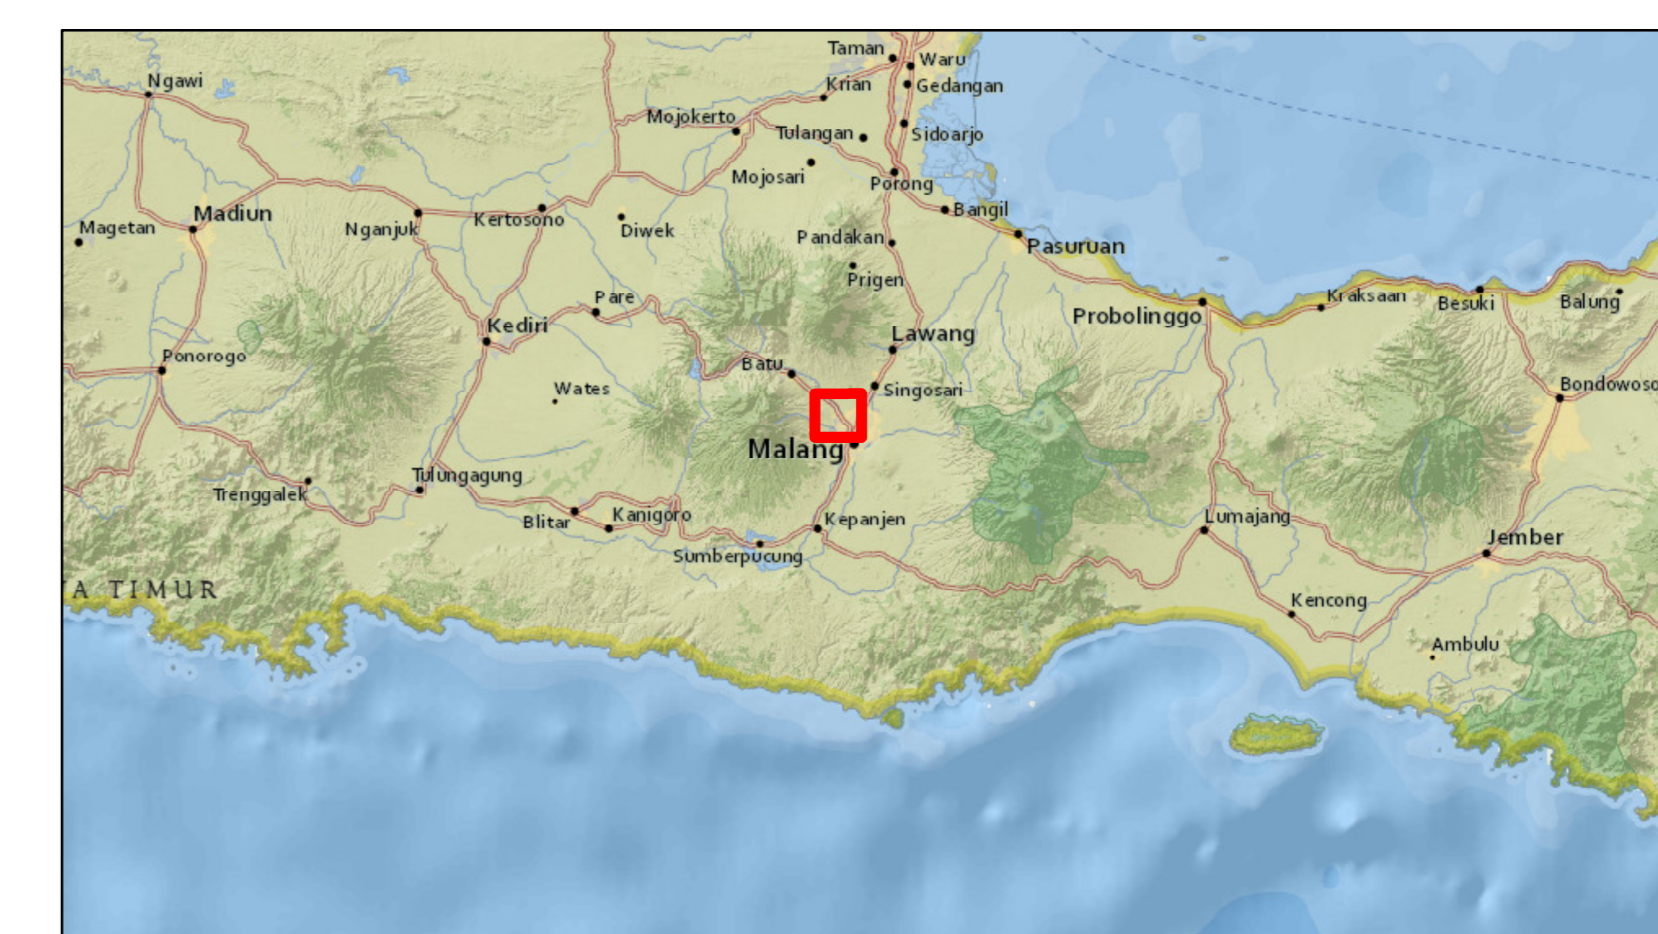 Taman
Waru
Ngawi
Krian
Gedangan
Mojokerto
Tulangan
Sidoarjo
Mojosari
Porong
Madiun
Bangil
Magetan
Nganjuk
Kertosono
Diwek
Pandakan
Pasuruan
Prigen
Pare
Kraksaan
Besuki
Balung
Probolinggo
Kediri
Lawang
Ponorogo
Batu
Wates
Singosari
Bondowoso
Malang
Tulungagung
Trenggalek
Blitar
Kanigoro
Kepanjen
Lumajang
Jember
Sumberpucung
A TIMUR
Kencong
Ambulu